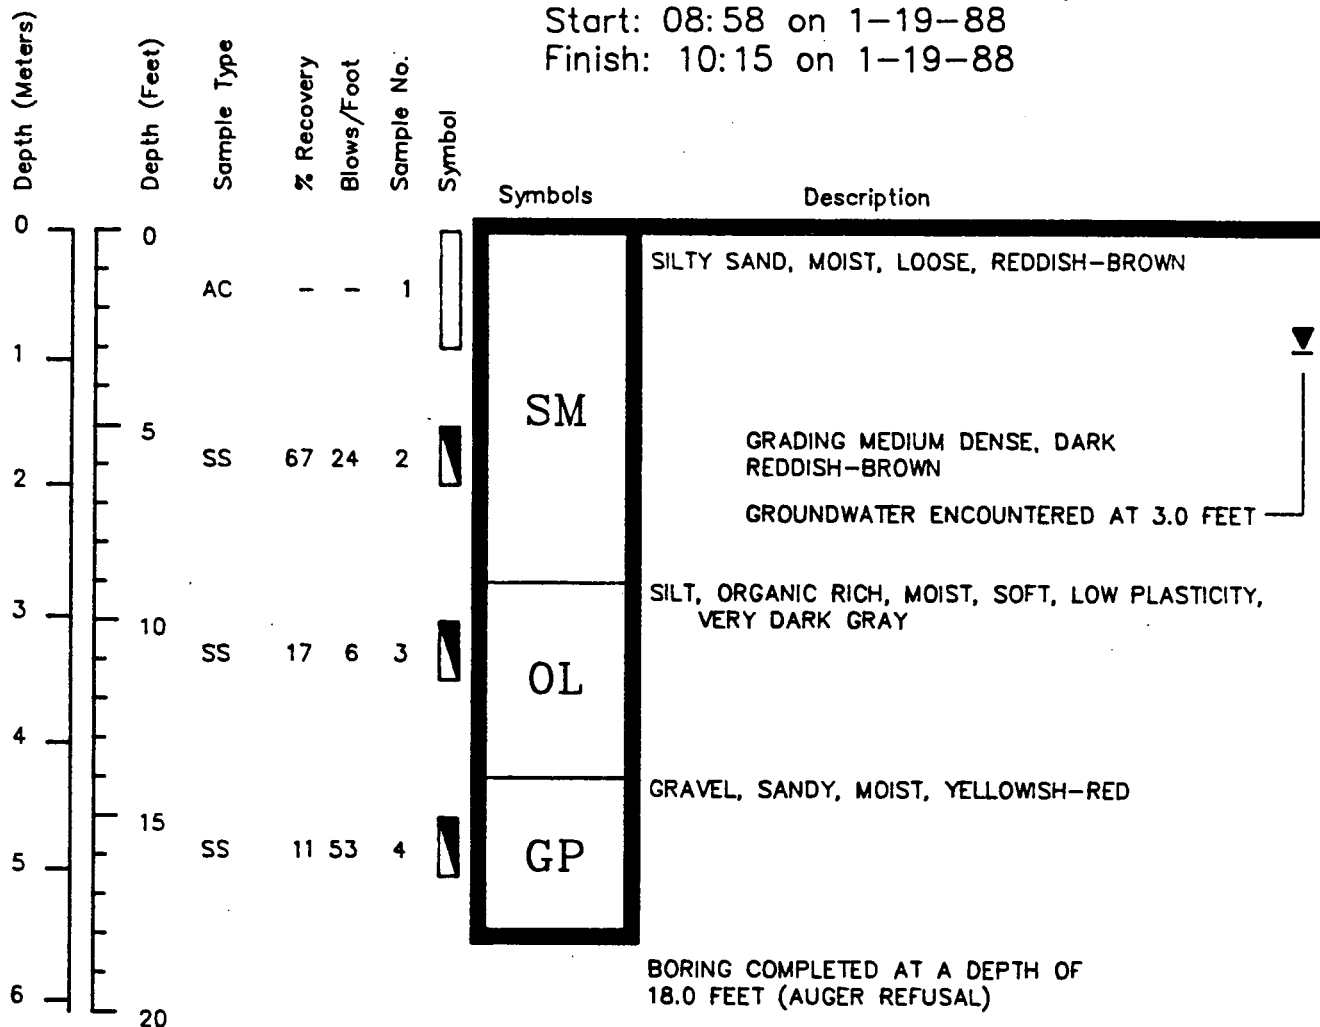 Start: 08:58 on 1-19-88
Finish: 10:15 on 1-19-88
Depth (Meters)
Depth (Feet)
Sample Type
% Recovery
Blows/Foot
Sample No.
Symbol
Symbols
Description
0
0
SILTY SAND, MOIST, LOOSE, REDDISH-BROWN
AC - - 1
1
SM
5
GRADING MEDIUM DENSE, DARK
REDDISH-BROWN
SS 67 24 2
2
GROUNDWATER ENCOUNTERED AT 3.0 FEET
SILT, ORGANIC RICH, MOIST, SOFT, LOW PLASTICITY,
VERY DARK GRAY
3
10
SS 17 6 3
OL
4
GRAVEL, SANDY, MOIST, YELLOWISH-RED
15
SS 11 53 4
GP
5
BORING COMPLETED AT A DEPTH OF
18.0 FEET (AUGER REFUSAL)
6
20